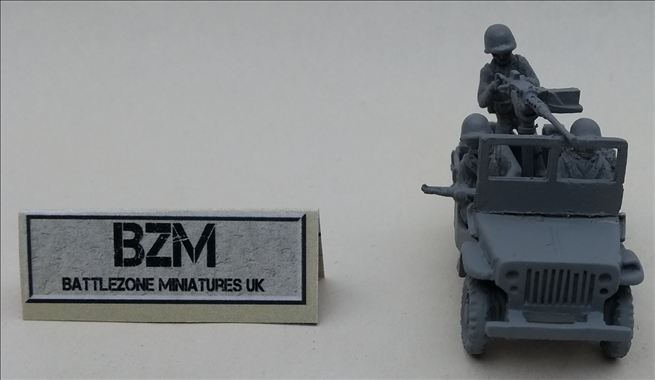 BZM
BATTLEZONE MINIATURES UK